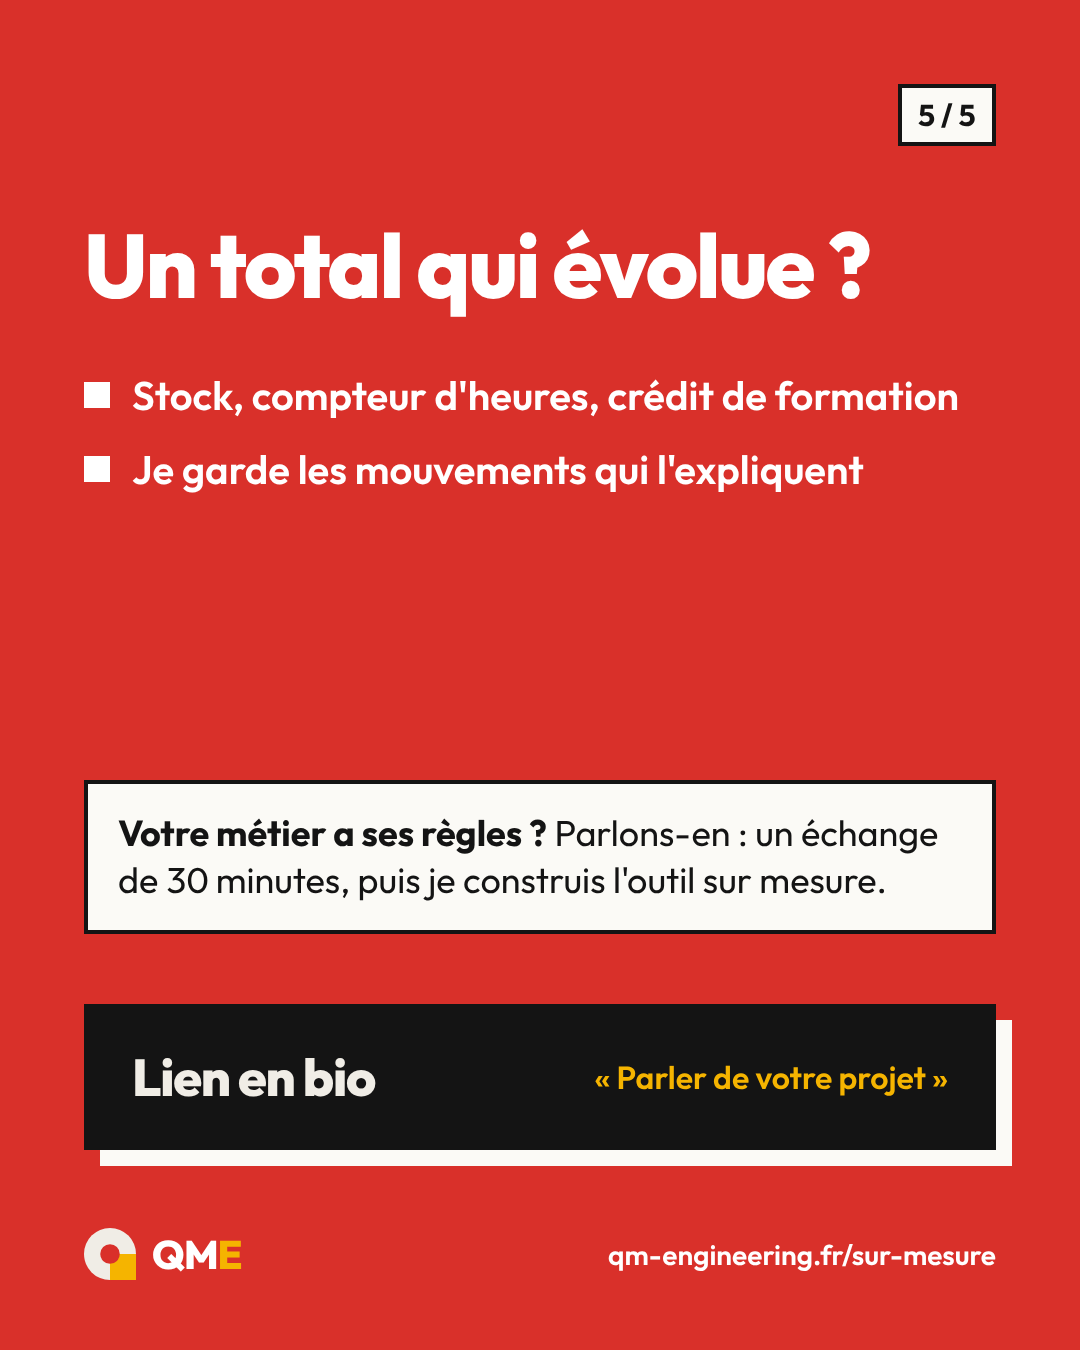 5 / 5
Un total qui évolue ?
Stock, compteur d'heures, crédit de formation
Je garde les mouvements qui l'expliquent
Votre métier a ses règles ? Parlons-en : un échange
de 30 minutes, puis je construis l'outil sur mesure.
Lien en bio
« Parler de votre projet »
QME
qm-engineering.fr/sur-mesure